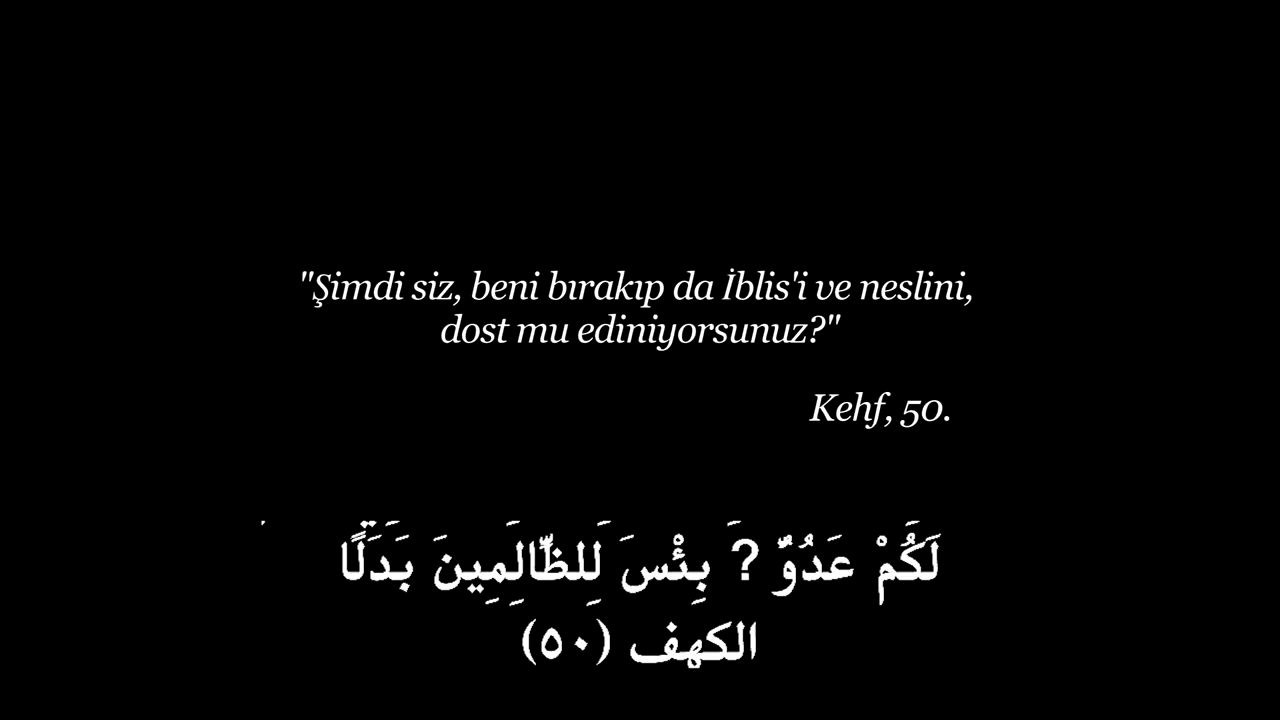 "Şimdi siz, beni bırakıp da İblis'i ve neslini,
dost mu ediniyorsunuz?"
Kehf, 50.
لَكُمْ عَدُوٌّ ? بِئْسَ لِلظَّالِمِينَ بَدَلًا
الكهف (٥٠)